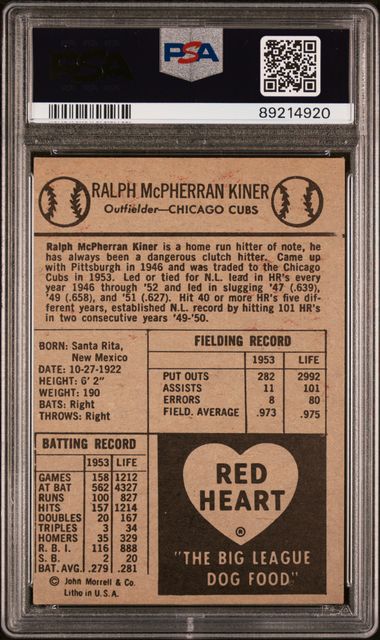 PSA
PSA
89214920
RALPH McPHERRAN KINER
Outfielder—CHICAGO CUBS
Ralph McPherran Kiner is a home run hitter of note, he
has always been a dangerous clutch hitter. Came up
with Pittsburgh in 1946 and was traded to the Chicago
Cubs in 1953. Led or tied for N.L. lead in HR's every
year 1946 through '52 and led in slugging '47 (.639),
'49 (.658), and '51 (.627). Hit 40 or more HR's five dif-
ferent years, established N.L. record by hitting 101 HR's
in two consecutive years '49-'50.
BORN: Santa Rita,
New Mexico
DATE: 10-27-1922
HEIGHT: 6' 2"
WEIGHT: 190
BATS: Right
THROWS: Right
FIELDING RECORD
1953 LIFE
PUT OUTS 282 2992
ASSISTS 11 101
ERRORS 8 80
FIELD. AVERAGE .973 .975
BATTING RECORD
1953 LIFE
GAMES 158 1212
AT BAT 562 4327
RUNS 100 827
HITS 157 1214
DOUBLES 20 167
TRIPLES 3 34
HOMERS 35 329
R. B. I. 116 888
S. B. 2 20
BAT. AVG. .279 .281
© John Morrell & Co.
Litho in U.S.A.
RED
HEART
®
"THE BIG LEAGUE
DOG FOOD"